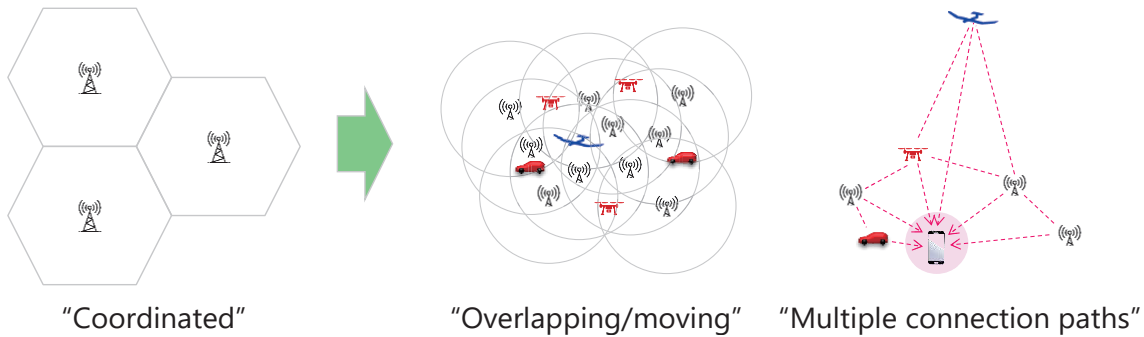 “Coordinated”
“Overlapping/moving”
“Multiple connection paths”